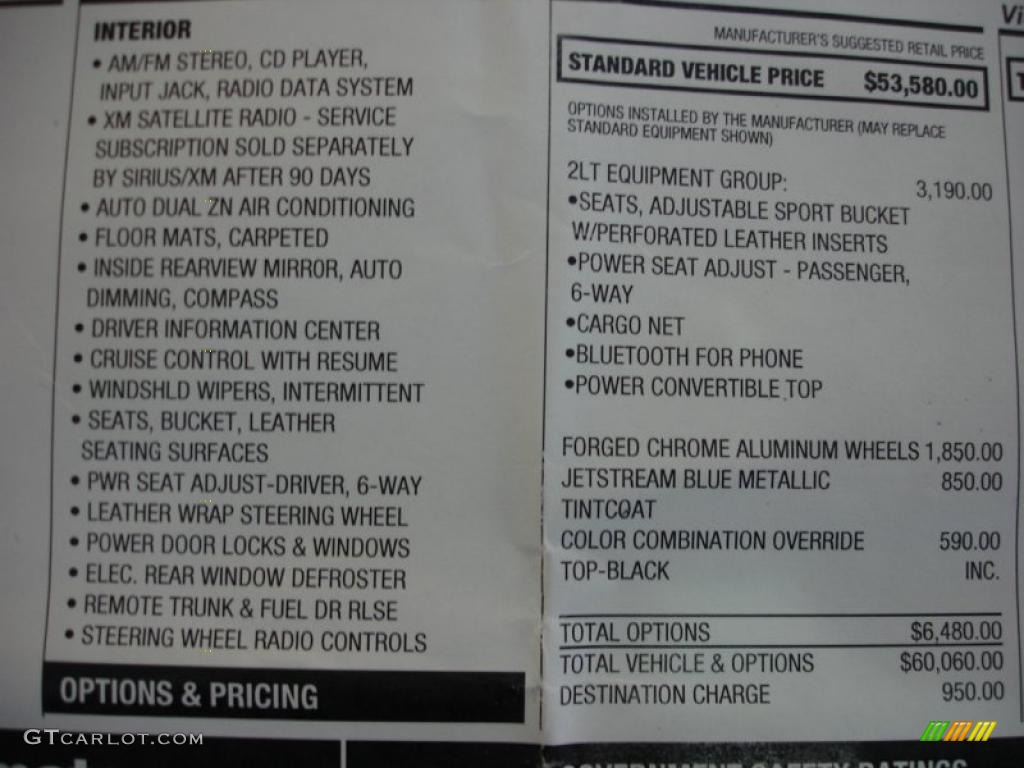 INTERIOR
• AM/FM STEREO, CD PLAYER,
INPUT JACK, RADIO DATA SYSTEM
• XM SATELLITE RADIO - SERVICE
SUBSCRIPTION SOLD SEPARATELY
BY SIRIUS/XM AFTER 90 DAYS
• AUTO DUAL ZN AIR CONDITIONING
• FLOOR MATS, CARPETED
• INSIDE REARVIEW MIRROR, AUTO
DIMMING, COMPASS
• DRIVER INFORMATION CENTER
• CRUISE CONTROL WITH RESUME
• WINDSHLD WIPERS, INTERMITTENT
• SEATS, BUCKET, LEATHER
SEATING SURFACES
• PWR SEAT ADJUST-DRIVER, 6-WAY
• LEATHER WRAP STEERING WHEEL
• POWER DOOR LOCKS & WINDOWS
• ELEC. REAR WINDOW DEFROSTER
• REMOTE TRUNK & FUEL DR RLSE
• STEERING WHEEL RADIO CONTROLS
OPTIONS & PRICING
MANUFACTURER'S SUGGESTED RETAIL PRICE
STANDARD VEHICLE PRICE $53,580.00
OPTIONS INSTALLED BY THE MANUFACTURER (MAY REPLACE
STANDARD EQUIPMENT SHOWN)
2LT EQUIPMENT GROUP: 3,190.00
•SEATS, ADJUSTABLE SPORT BUCKET
W/PERFORATED LEATHER INSERTS
•POWER SEAT ADJUST - PASSENGER,
6-WAY
•CARGO NET
•BLUETOOTH FOR PHONE
•POWER CONVERTIBLE TOP
FORGED CHROME ALUMINUM WHEELS 1,850.00
JETSTREAM BLUE METALLIC 850.00
TINTCOAT
COLOR COMBINATION OVERRIDE 590.00
TOP-BLACK INC.
TOTAL OPTIONS $6,480.00
TOTAL VEHICLE & OPTIONS $60,060.00
DESTINATION CHARGE 950.00
GOVERNMENT SAFETY RATINGS
GTCARLOT.COM